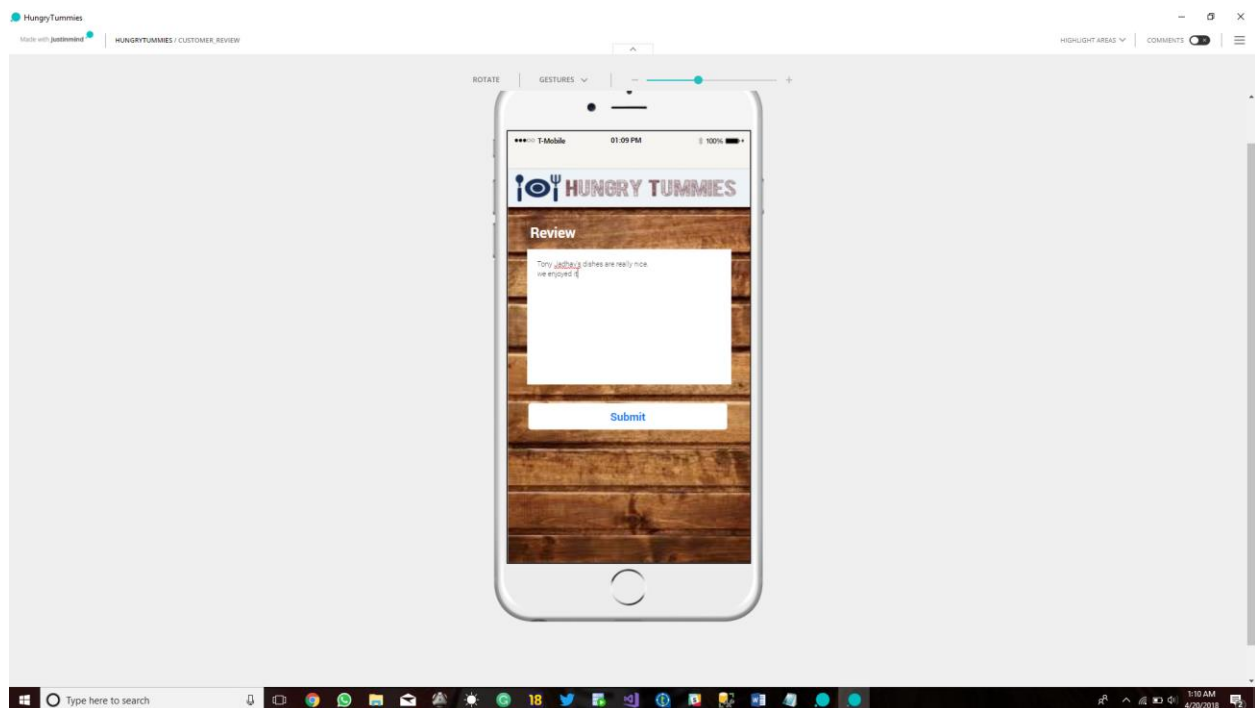 HungryTummies
Made with justinmind HUNGRYTUMMIES / CUSTOMER_REVIEW HIGHLIGHT AREAS COMMENTS
ROTATE GESTURES
T-Mobile 01:09 PM 100%
HUNGRY TUMMIES
Review
Tony Jadhav's dishes are really nice.
we enjoyed it
Submit
Type here to search 18 1:10 AM
4/20/2018